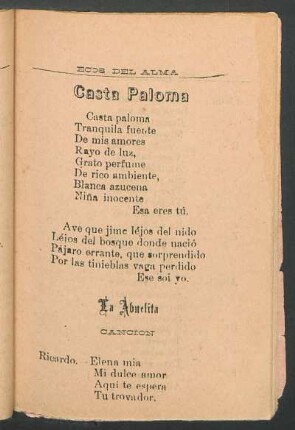 ECOS DEL ALMA
Casta Paloma
Casta paloma
Tranquila fuente
De mis amores
Rayo de luz,
Grato perfume
De rico ambiente,
Blanca azucena
Niña inocente
Esa eres tú.
Ave que jime léjos del nido
Léjos del bosque donde nació
Pájaro errante, que sorprendido
Por las tinieblas vaga perdido
Ese soi yo.
La Abuelita
CANCION
Ricardo. -Elena mia
Mi dulce amor
Aqui te espera
Tu trovador.